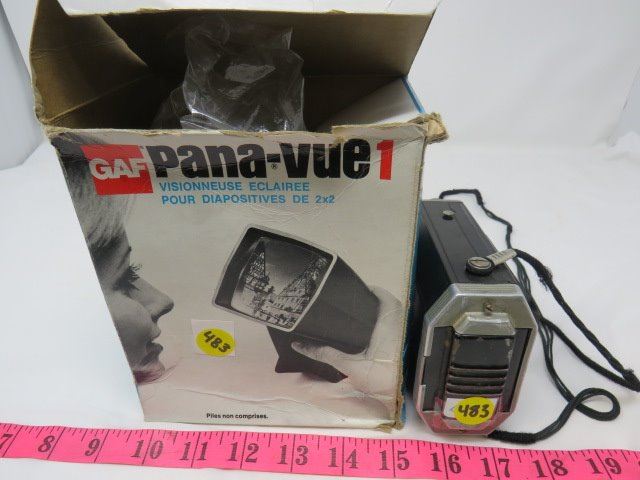 GAF pana-vue 1
®
VISIONNEUSE ECLAIREE
POUR DIAPOSITIVES DE 2x2
483
Piles non comprises.
483
7 8 9 10 11 12 13 14 15 16 17 18 19